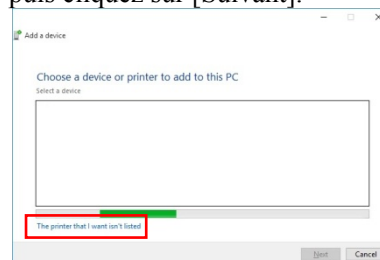 puis cliquez sur [Suivant].
Add a device
Choose a device or printer to add to this PC
Select a device
The printer that I want isn't listed
Next Cancel